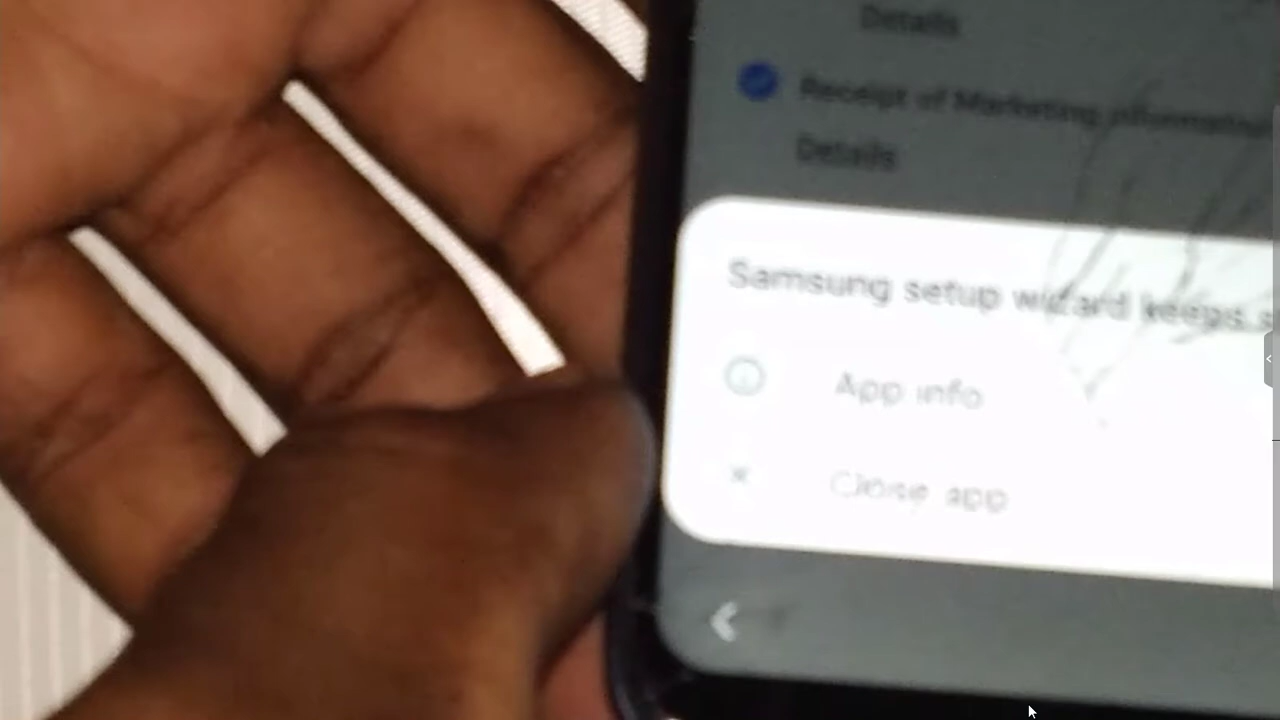 Details
Receipt of Marketing information
Details
Samsung setup wizard keeps
App info
Close app